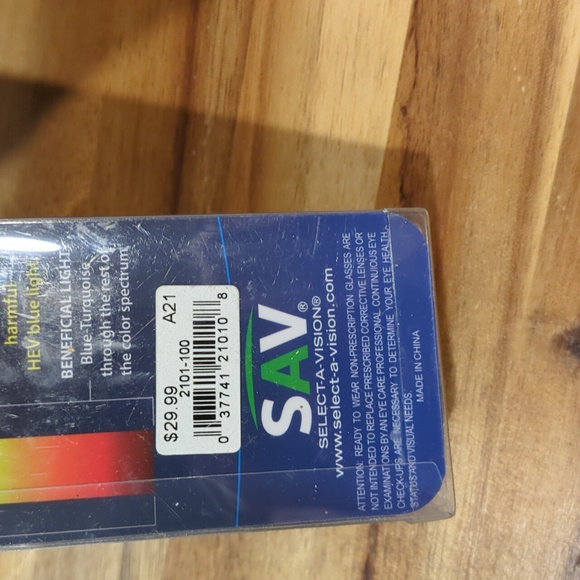 harmful
HEV blue light
BENEFICIAL LIGHT
Blue-Turquoise
through the rest of
the color spectrum
$29.99
2101-100 A21
0 37741 21010 8
SAV®
SELECT-A-VISION®
www.select-a-vision.com
ATTENTION: READY TO WEAR NON-PRESCRIPTION GLASSES ARE
NOT INTENDED TO REPLACE PRESCRIBED CORRECTIVE LENSES OR
EXAMINATIONS BY AN EYE CARE PROFESSIONAL. CONTINUOUS EYE
CHECK-UPS ARE NECESSARY TO DETERMINE YOUR EYE HEALTH
STATUS AND VISUAL NEEDS.
MADE IN CHINA